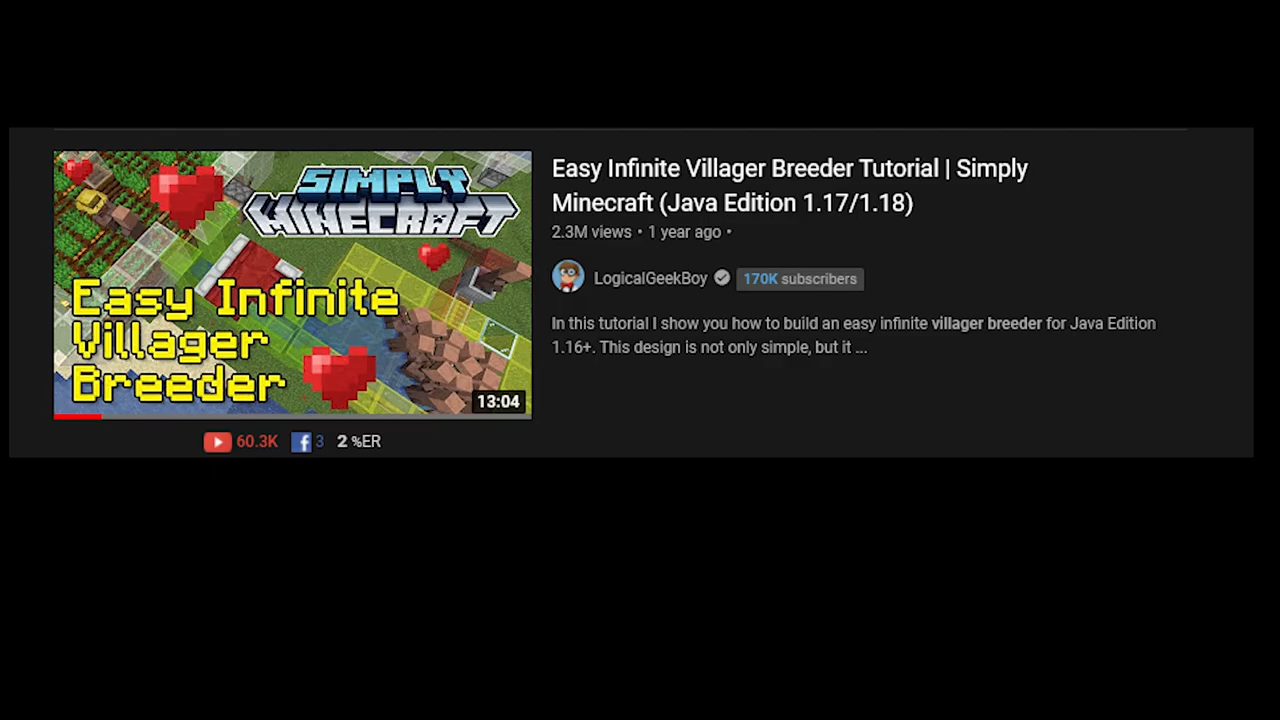 SIMPLY
MINECRAFT
Easy Infinite
Villager
Breeder
13:04
60.3K f 3 2 %ER
Easy Infinite Villager Breeder Tutorial | Simply
Minecraft (Java Edition 1.17/1.18)
2.3M views • 1 year ago •
LogicalGeekBoy 170K subscribers
In this tutorial I show you how to build an easy infinite villager breeder for Java Edition
1.16+. This design is not only simple, but it ...